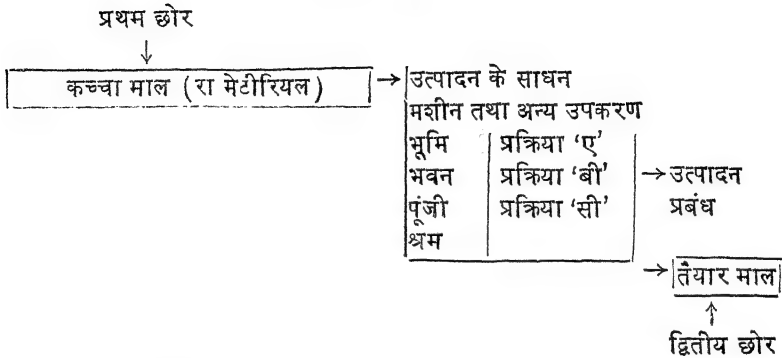 प्रथम छोर
↓
कच्चा माल (रा मेटीरियल) → उत्पादन के साधन
मशीन तथा अन्य उपकरण
भूमि प्रक्रिया ‘ए’
भवन प्रक्रिया ‘बी’ → उत्पादन
पूंजी प्रक्रिया ‘सी’ प्रबंध
श्रम
→ तैयार माल
↑
द्वितीय छोर